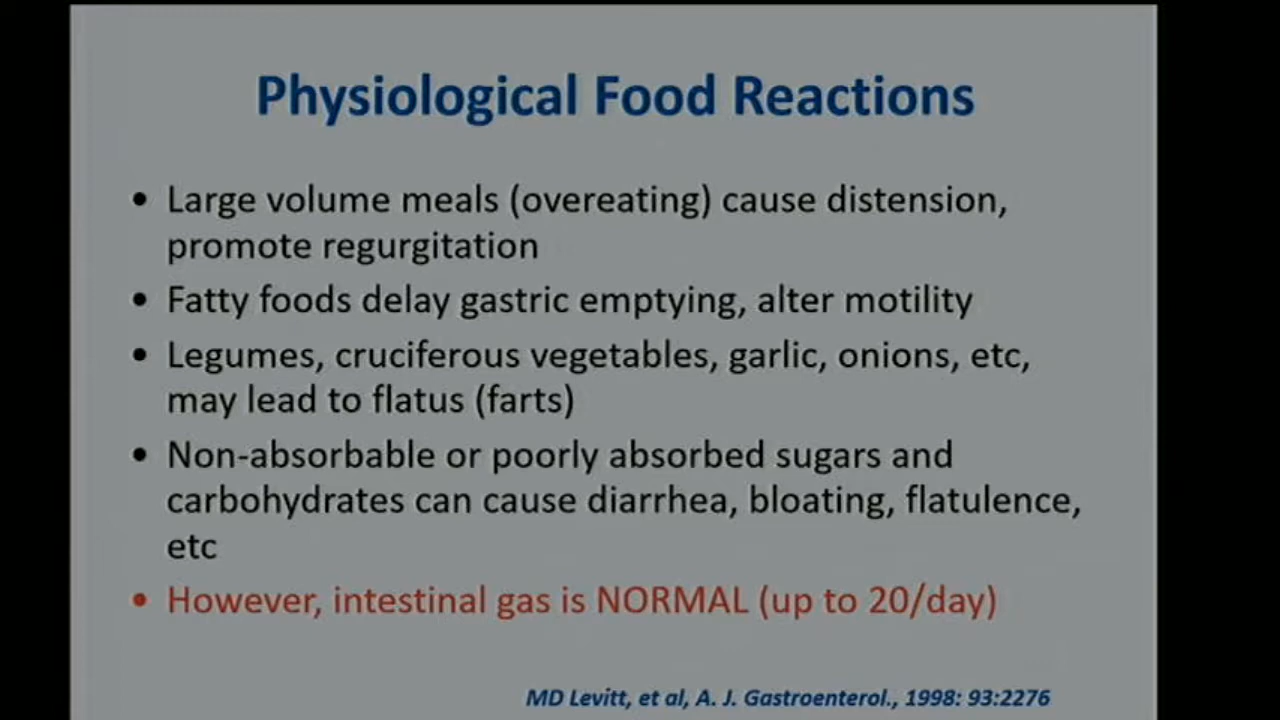 Physiological Food Reactions
• Large volume meals (overeating) cause distension,
promote regurgitation
• Fatty foods delay gastric emptying, alter motility
• Legumes, cruciferous vegetables, garlic, onions, etc,
may lead to flatus (farts)
• Non-absorbable or poorly absorbed sugars and
carbohydrates can cause diarrhea, bloating, flatulence,
etc
• However, intestinal gas is NORMAL (up to 20/day)
MD Levitt, et al, A. J. Gastroenterol., 1998: 93:2276